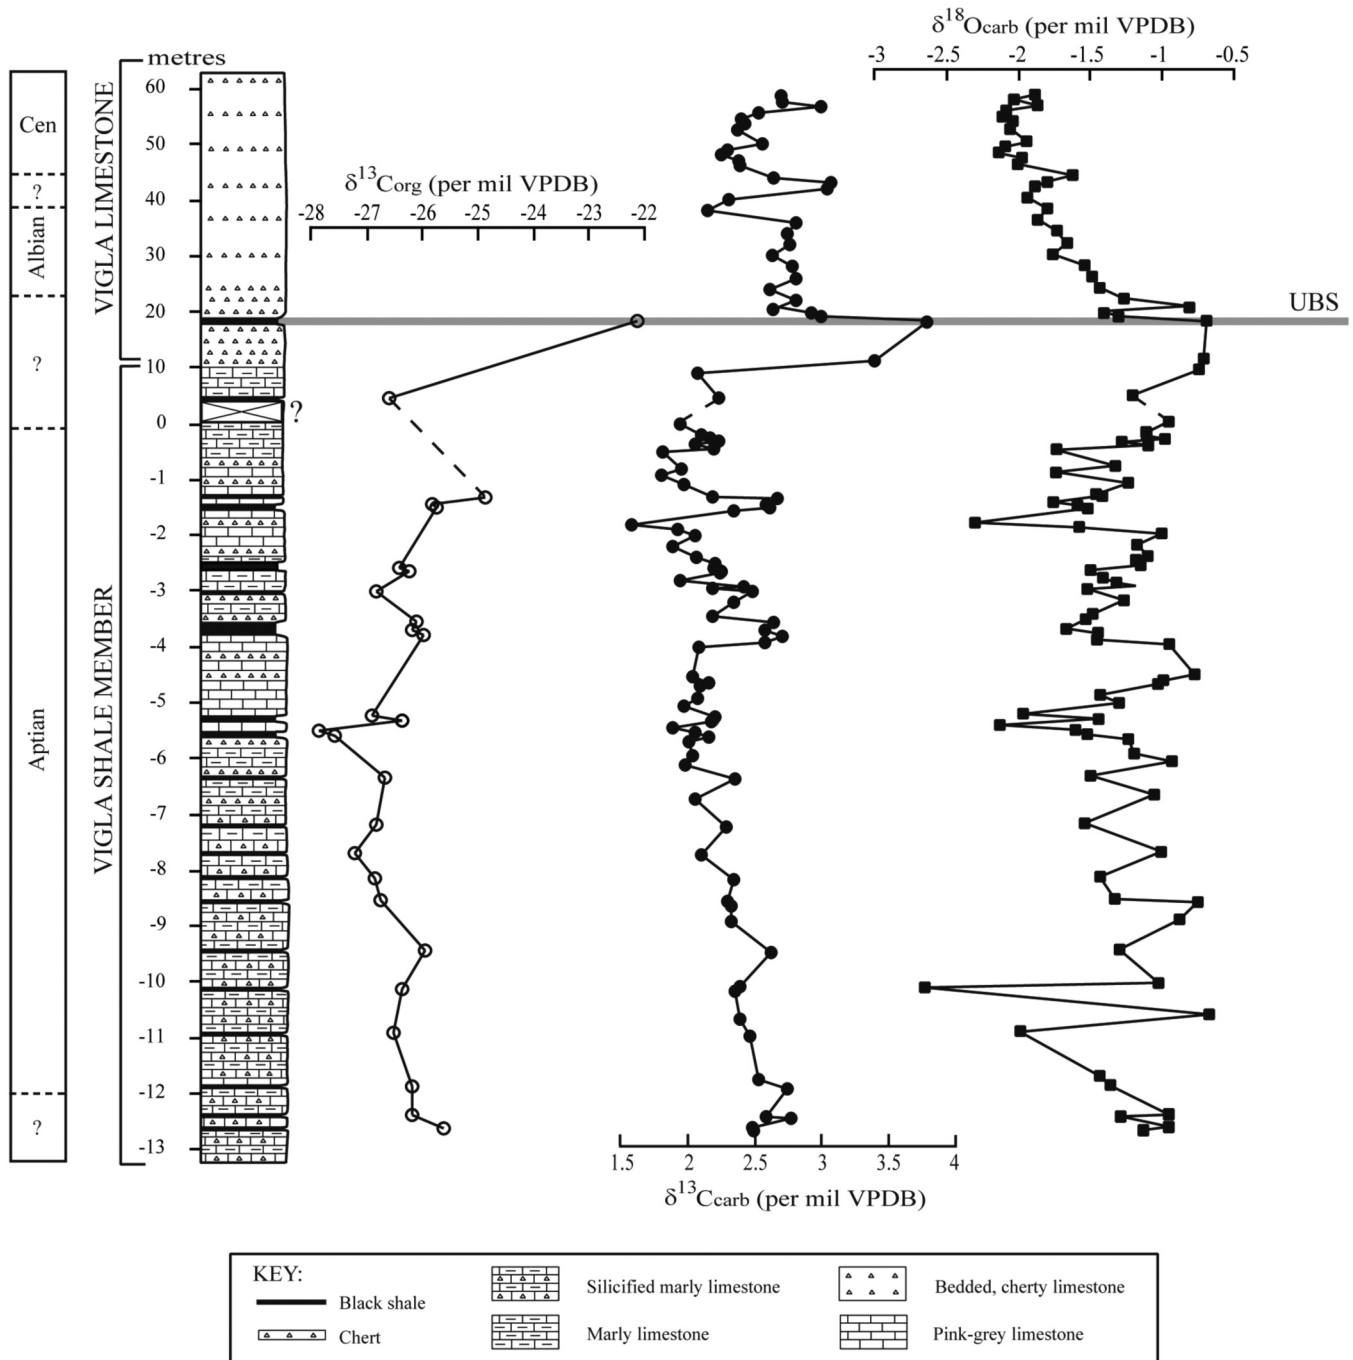 δ18Ocarb (per mil VPDB)
-3 -2.5 -2 -1.5 -1 -0.5
metres
60
50
40
30
20
10
0
-1
-2
-3
-4
-5
-6
-7
-8
-9
-10
-11
-12
-13
Cen
?
Albian
?
Aptian
?
VIGLA LIMESTONE
VIGLA SHALE MEMBER
?
δ13Corg (per mil VPDB)
-28 -27 -26 -25 -24 -23 -22
UBS
1.5 2 2.5 3 3.5 4
δ13Ccarb (per mil VPDB)
KEY:
Black shale
Chert
Silicified marly limestone
Marly limestone
Bedded, cherty limestone
Pink-grey limestone